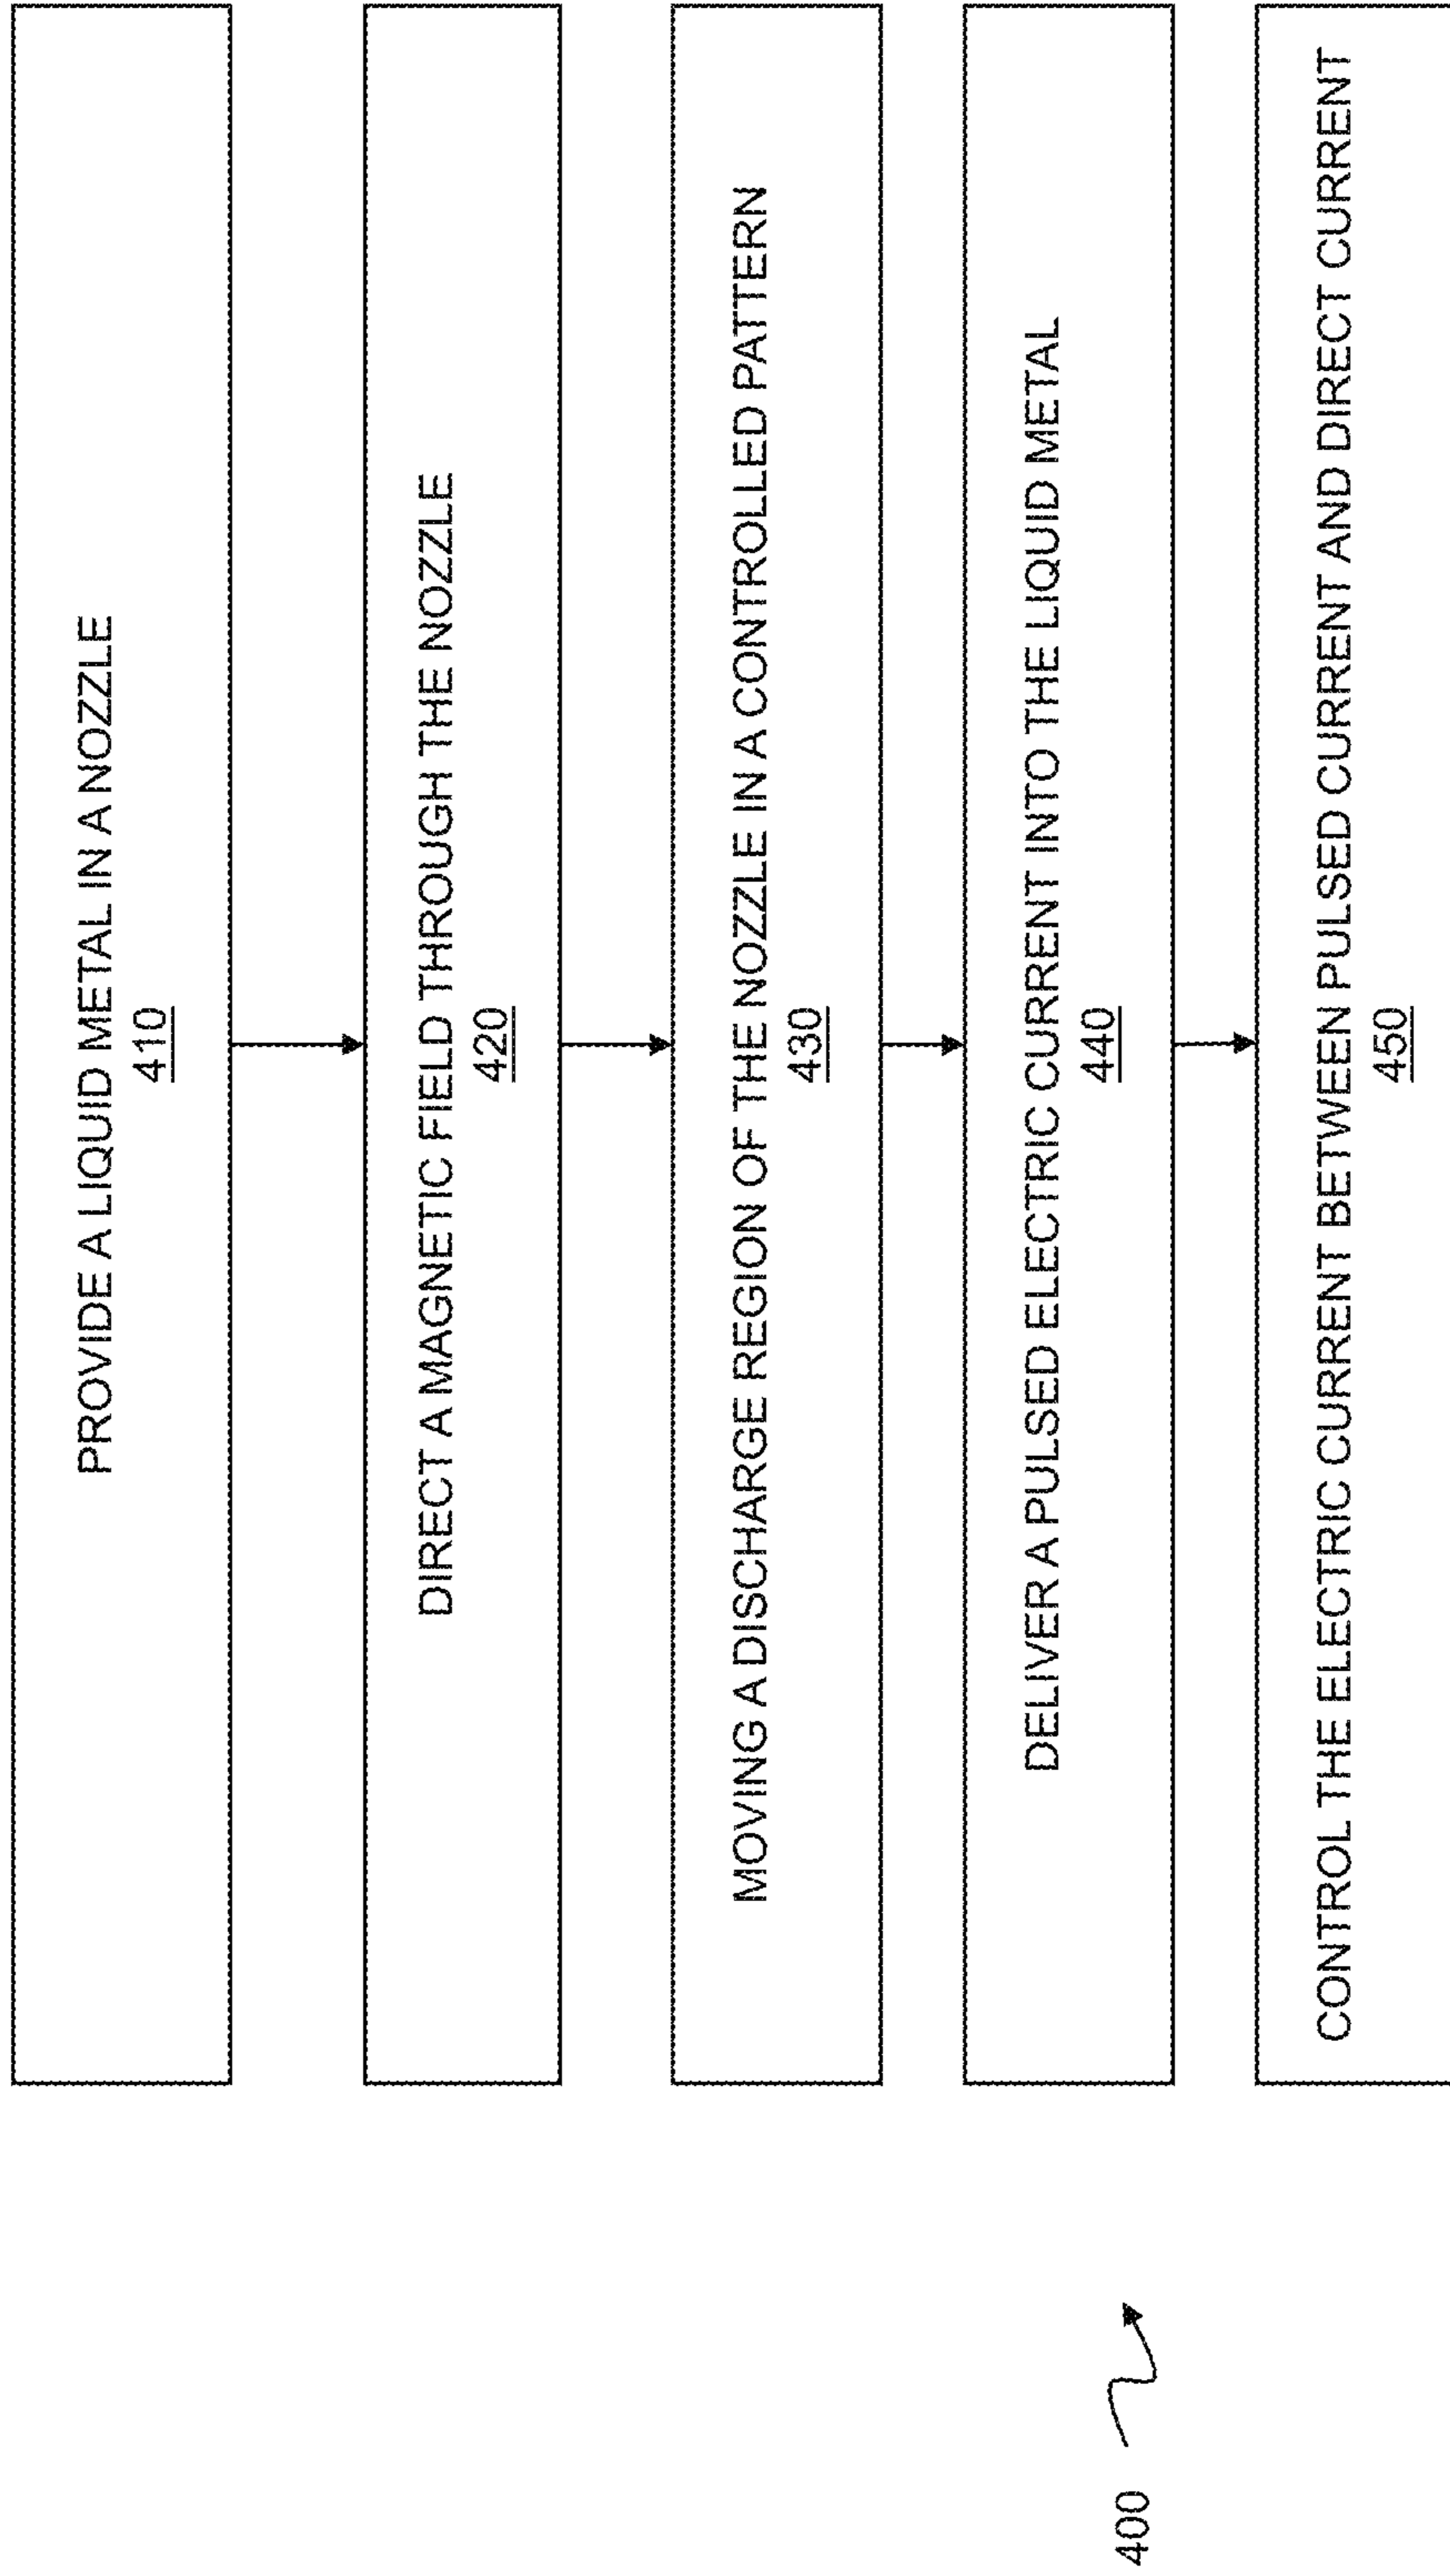 PROVIDE A LIQUID METAL IN A NOZZLE
410
DIRECT A MAGNETIC FIELD THROUGH THE NOZZLE
420
MOVING A DISCHARGE REGION OF THE NOZZLE IN A CONTROLLED PATTERN
430
DELIVER A PULSED ELECTRIC CURRENT INTO THE LIQUID METAL
440
CONTROL THE ELECTRIC CURRENT BETWEEN PULSED CURRENT AND DIRECT CURRENT
450
400